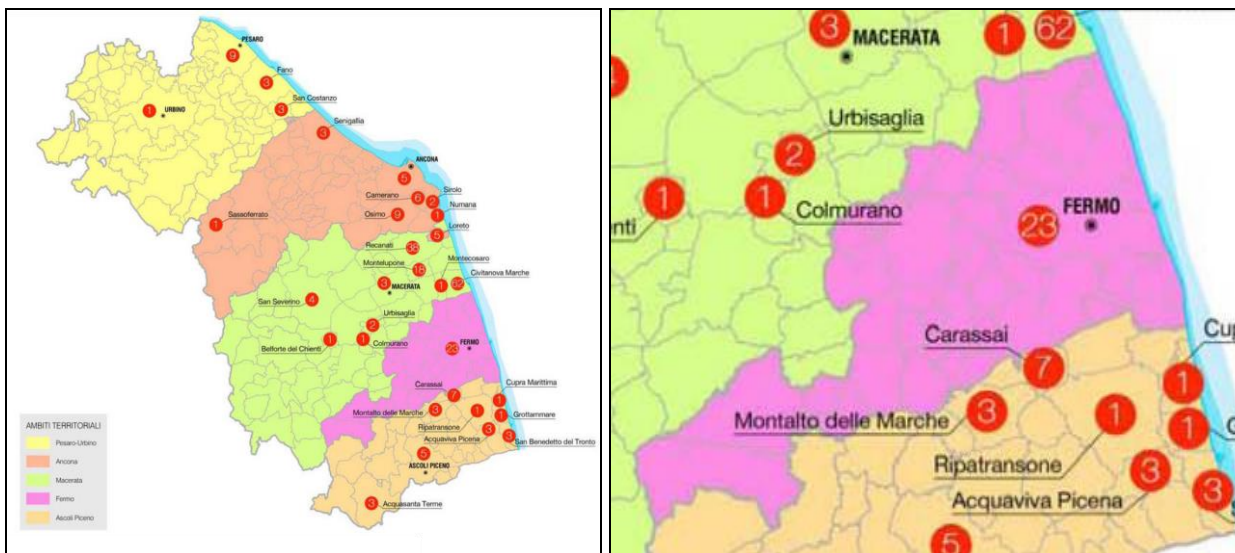 PESARO
9
Fano
3
San Costanzo
3
1
URBINO
Senigallia
3
ANCONA
5
Camerano
6
Sirolo
2
Osimo
9
Numana
1
Sassoferrato
1
Loreto
5
Recanati
38
Montelupone
18
Montecosaro
1
Civitanova Marche
62
3
MACERATA
San Severino
4
Urbisaglia
2
Belforte del Chienti
1
1
Colmurano
23
FERMO
Carassai
7
Cupra Marittima
1
Montalto delle Marche
3
Ripatransone
1
Grottammare
1
Acquaviva Picena
3
San Benedetto del Tronto
3
5
ASCOLI PICENO
Acquasanta Terme
3
AMBITI TERRITORIALI
Pesaro-Urbino
Ancona
Macerata
Fermo
Ascoli Piceno
3
MACERATA
1
62
Urbisaglia
2
1
1
Colmurano
enti
FERMO
23
Carassai
7
Cup
1
Montalto delle Marche
3
1
1
G
Ripatransone
Acquaviva Picena
3
3
S
5